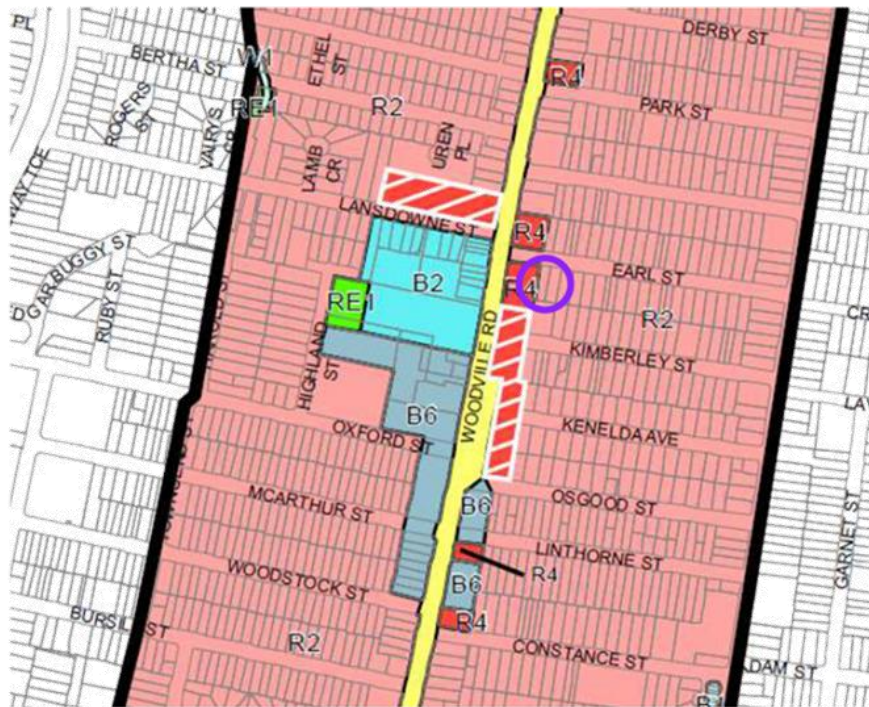 PL
DERBY ST
BERTHA ST
W1
ETHEL ST
R4
RE1
R2
PARK ST
ROGERS ST
UREN PL
LAMB CR
LANSDOWNE ST
R4
EARL ST
GARBUGGY ST
B2
R4
RE1
R2
RUBY ST
KIMBERLEY ST
WOODVILLE RD
HIGHLAND ST
B6
KENELDA AVE
OXFORD ST
MCARTHUR ST
B6
OSGOOD ST
LINTHORNE ST
R4
GARNET ST
WOODSTOCK ST
B6
R4
R2
CONSTANCE ST